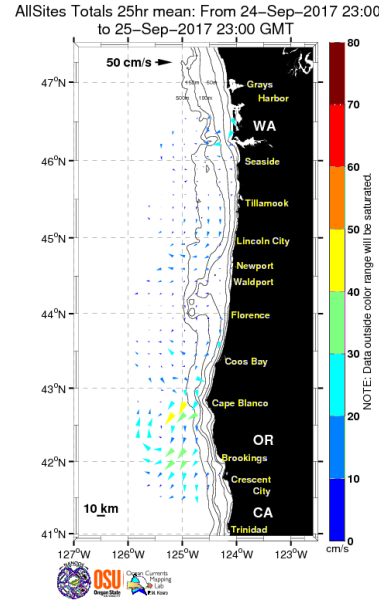 AllSites Totals 25hr mean: From 24−Sep−2017 23:00
to 25−Sep−2017 23:00 GMT
50 cm/s
80
47°N
Grays
Harbor
500m 100m
WA
70
46°N
Seaside
Tillamook
60
45°N
Lincoln City
Newport
50
Waldport
44°N
Florence
40
Coos Bay
43°N
Cape Blanco
30
20
OR
42°N
Brookings
Crescent
City
10
10 km
CA
41°N
Trinidad
0
127°W
126°W
125°W
124°W
123°W
cm/s
NOTE: Data outside color range will be saturated.
OSU
Oregon State
Ocean Currents
Mapping
Lab